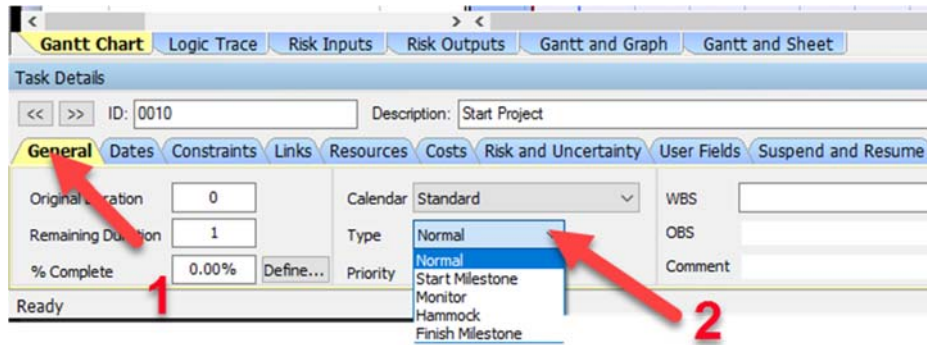 < > <
Gantt Chart Logic Trace Risk Inputs Risk Outputs Gantt and Graph Gantt and Sheet
Task Details
<< >> ID: 0010 Description: Start Project
General Dates Constraints Links Resources Costs Risk and Uncertainty User Fields Suspend and Resume
Original Duration 0 Calendar Standard WBS
Remaining Duration 1 Type Normal OBS
% Complete 0.00% Define... Priority Normal Comment
Start Milestone
Monitor
Hammock
Finish Milestone
Ready
1
2